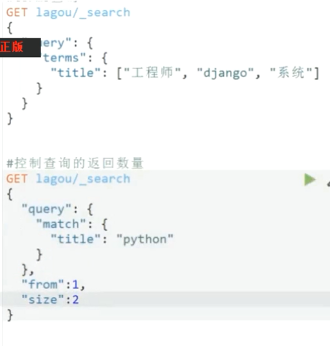 GET lagou/_search
{
正版
ery": {
terms": {
"title": ["工程师", "django", "系统"]
}
}
}
#控制查询的返回数量
GET lagou/_search
{
"query": {
"match": {
"title": "python"
}
},
"from":1,
"size":2
}